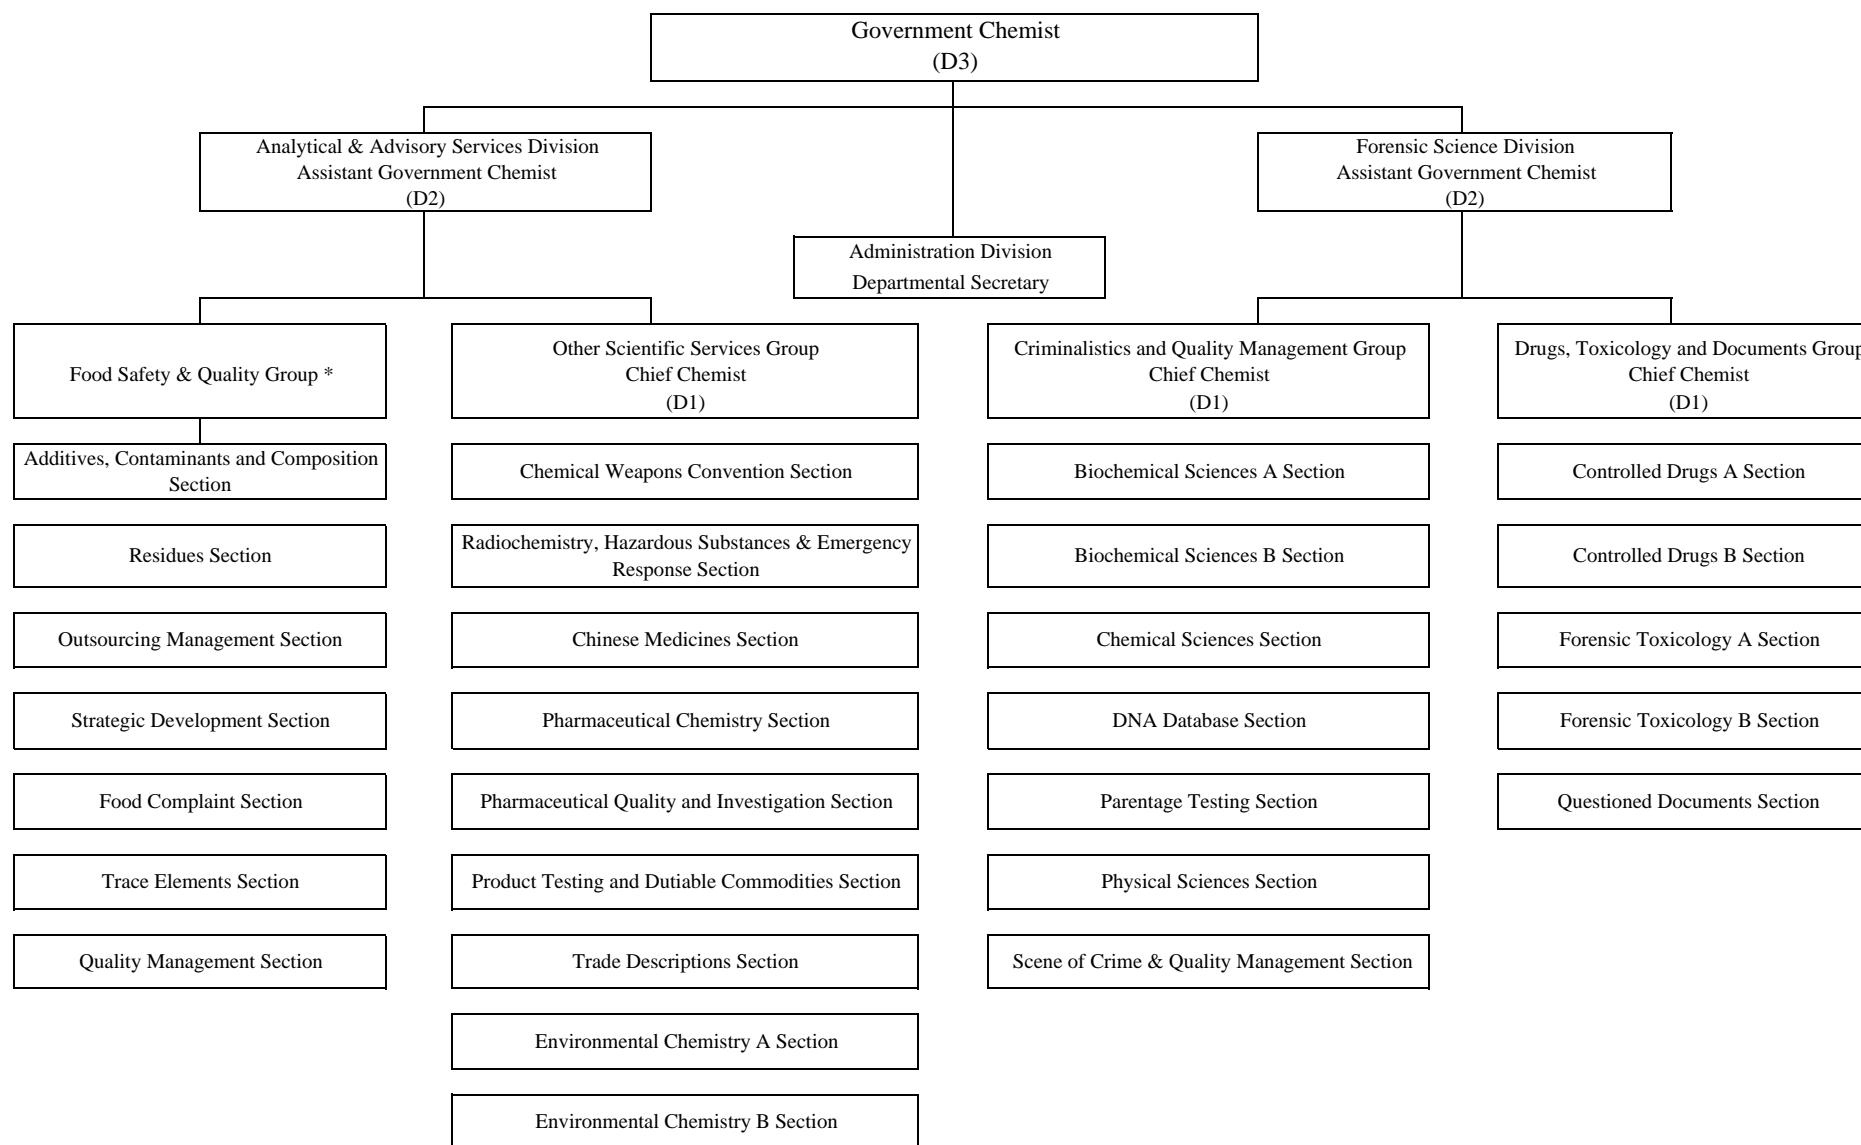 Government Chemist
(D3)
Analytical & Advisory Services Division
Assistant Government Chemist
(D2)
Forensic Science Division
Assistant Government Chemist
(D2)
Administration Division
Departmental Secretary
Food Safety & Quality Group *
Other Scientific Services Group
Chief Chemist
(D1)
Criminalistics and Quality Management Group
Chief Chemist
(D1)
Drugs, Toxicology and Documents Group
Chief Chemist
(D1)
Additives, Contaminants and Composition
Section
Chemical Weapons Convention Section
Biochemical Sciences A Section
Controlled Drugs A Section
Residues Section
Radiochemistry, Hazardous Substances & Emergency
Response Section
Biochemical Sciences B Section
Controlled Drugs B Section
Outsourcing Management Section
Chinese Medicines Section
Chemical Sciences Section
Forensic Toxicology A Section
Strategic Development Section
Pharmaceutical Chemistry Section
DNA Database Section
Forensic Toxicology B Section
Food Complaint Section
Pharmaceutical Quality and Investigation Section
Parentage Testing Section
Questioned Documents Section
Trace Elements Section
Product Testing and Dutiable Commodities Section
Physical Sciences Section
Quality Management Section
Trade Descriptions Section
Scene of Crime & Quality Management Section
Environmental Chemistry A Section
Environmental Chemistry B Section